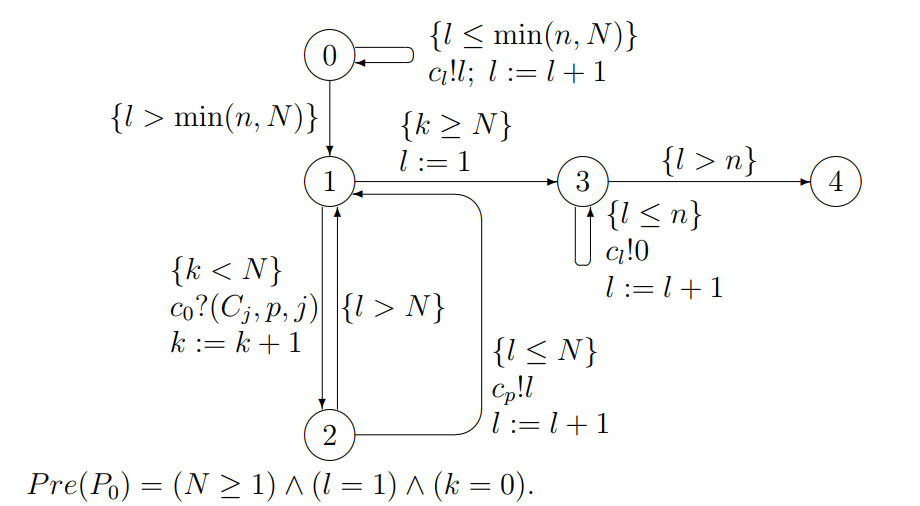 0
{l ≤ min(n, N)}
c_l!l; l := l + 1
{l > min(n, N)}
{k ≥ N}
l := 1
1
3
{l > n}
4
{l ≤ n}
c_l!0
l := l + 1
{k < N}
c_0?(C_j, p, j)
k := k + 1
{l > N}
{l ≤ N}
c_p!l
l := l + 1
2
Pre(P_0) = (N ≥ 1) ∧ (l = 1) ∧ (k = 0).